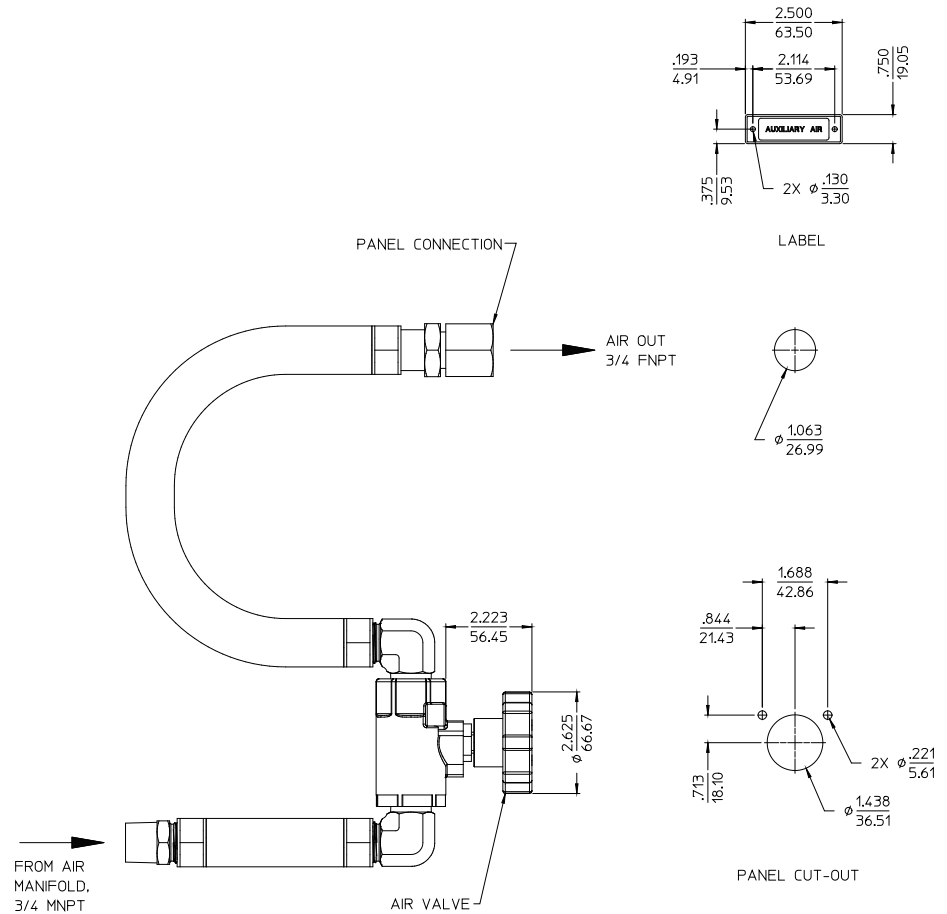 2.500
63.50
.193
4.91
2.114
53.69
.750
19.05
AUXILIARY AIR
.375
9.53
2X ⌀ .130
3.30
LABEL
PANEL CONNECTION
AIR OUT
3/4 FNPT
⌀ 1.063
26.99
1.688
42.86
.844
21.43
2.223
56.45
⌀ 2.625
66.67
2X ⌀ .221
5.61
.713
18.10
⌀ 1.438
36.51
FROM AIR
MANIFOLD,
3/4 MNPT
AIR VALVE
PANEL CUT-OUT